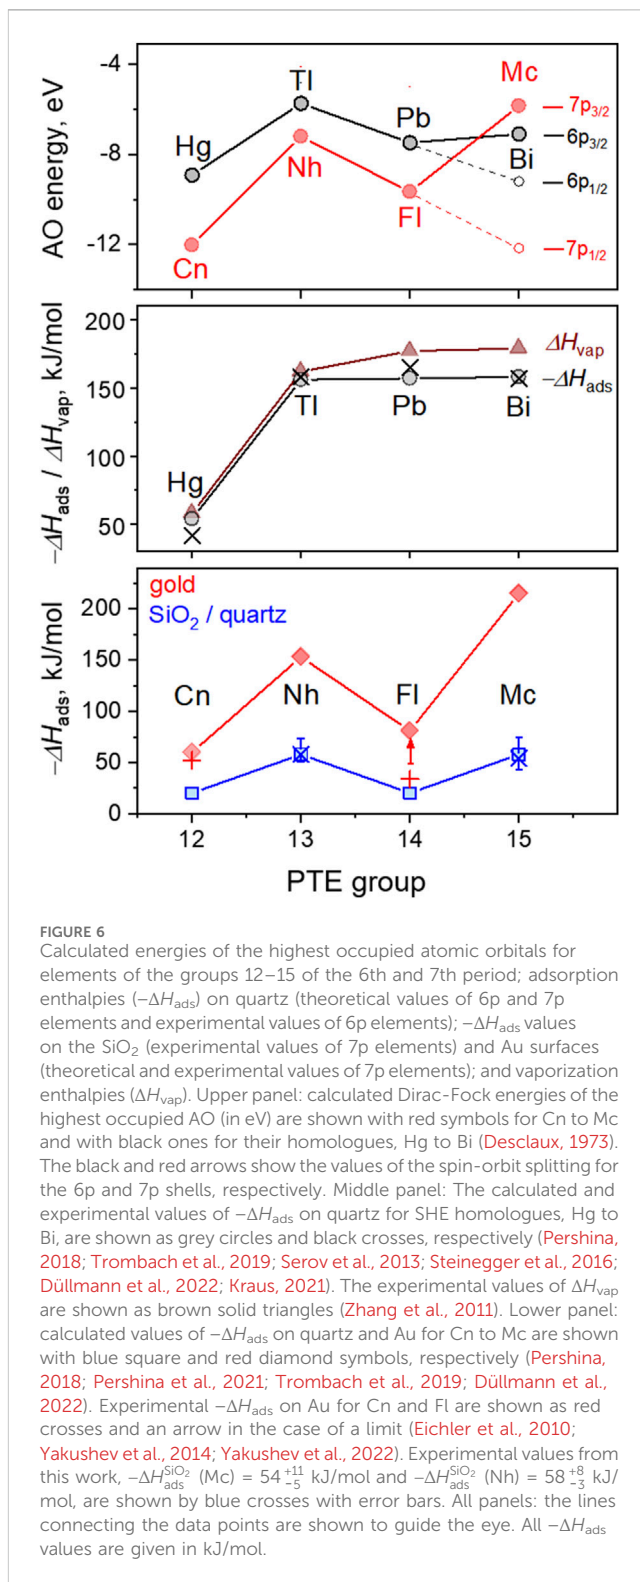 -4
-8
-12
AO energy, eV
Hg
Tl
Pb
Bi
Cn
Nh
Fl
Mc
7p3/2
6p3/2
6p1/2
7p1/2
200
150
100
50
−ΔHads / ΔHvap, kJ/mol
Hg
Tl
Pb
Bi
ΔHvap
−ΔHads
gold
SiO2 / quartz
200
150
100
50
0
−ΔHads, kJ/mol
Cn
Nh
Fl
Mc
12
13
14
15
PTE group
FIGURE 6
Calculated energies of the highest occupied atomic orbitals for
elements of the groups 12–15 of the 6th and 7th period; adsorption
enthalpies (−ΔHads) on quartz (theoretical values of 6p and 7p
elements and experimental values of 6p elements); −ΔHads values
on the SiO2 (experimental values of 7p elements) and Au surfaces
(theoretical and experimental values of 7p elements); and vaporization
enthalpies (ΔHvap). Upper panel: calculated Dirac-Fock energies of the
highest occupied AO (in eV) are shown with red symbols for Cn to Mc
and with black ones for their homologues, Hg to Bi (Desclaux, 1973).
The black and red arrows show the values of the spin-orbit splitting for
the 6p and 7p shells, respectively. Middle panel: The calculated and
experimental values of −ΔHads on quartz for SHE homologues, Hg to
Bi, are shown as grey circles and black crosses, respectively (Pershina,
2018; Trombach et al., 2019; Serov et al., 2013; Steinegger et al., 2016;
Düllmann et al., 2022; Kraus, 2021). The experimental values of ΔHvap
are shown as brown solid triangles (Zhang et al., 2011). Lower panel:
calculated values of −ΔHads on quartz and Au for Cn to Mc are shown
with blue square and red diamond symbols, respectively (Pershina,
2018; Pershina et al., 2021; Trombach et al., 2019; Düllmann et al.,
2022). Experimental −ΔHads on Au for Cn and Fl are shown as red
crosses and an arrow in the case of a limit (Eichler et al., 2010;
Yakushev et al., 2014; Yakushev et al., 2022). Experimental values from
this work, −ΔHads^SiO2 (Mc) = 54 +11 -5 kJ/mol and −ΔHads^SiO2 (Nh) = 58 +8 -3 kJ/
mol, are shown by blue crosses with error bars. All panels: the lines
connecting the data points are shown to guide the eye. All −ΔHads
values are given in kJ/mol.